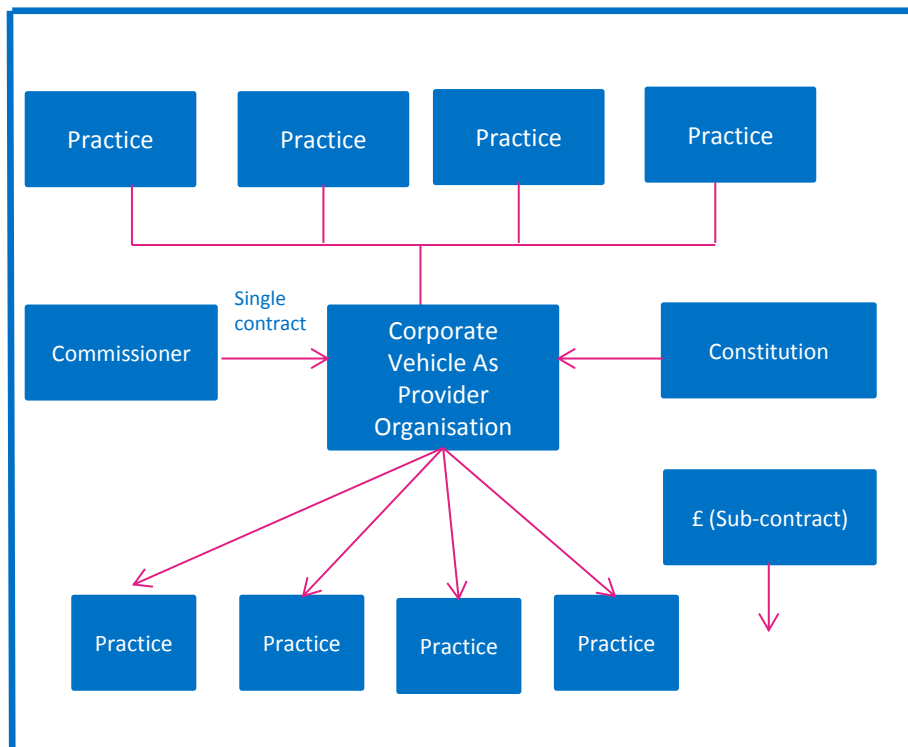 Practice
Practice
Practice
Practice
Single
contract
Commissioner
Corporate
Vehicle As
Provider
Organisation
Constitution
£ (Sub-contract)
Practice
Practice
Practice
Practice